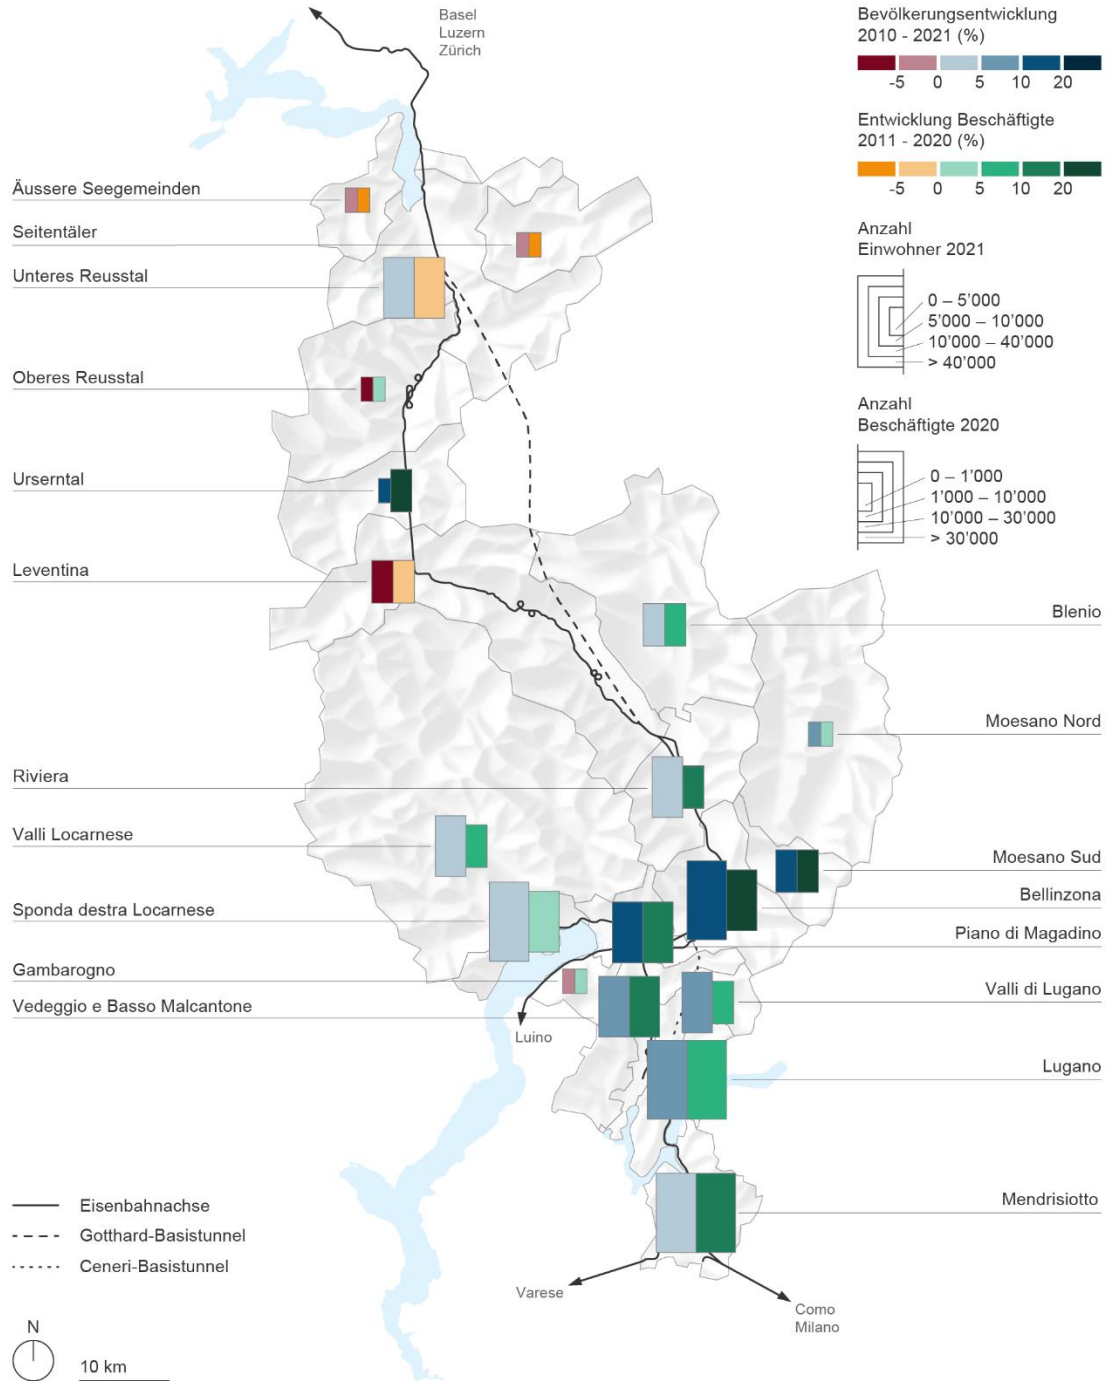 Basel
Luzern
Zürich
Bevölkerungsentwicklung
2010 - 2021 (%)
-5 0 5 10 20
Entwicklung Beschäftigte
2011 - 2020 (%)
-5 0 5 10 20
Anzahl
Einwohner 2021
0 – 5’000
5’000 – 10’000
10’000 – 40’000
> 40’000
Anzahl
Beschäftigte 2020
0 – 1’000
1’000 – 10’000
10’000 – 30’000
> 30’000
Äussere Seegemeinden
Seitentäler
Unteres Reusstal
Oberes Reusstal
Urserntal
Leventina
Riviera
Valli Locarnese
Sponda destra Locarnese
Gambarogno
Vedeggio e Basso Malcantone
Blenio
Moesano Nord
Moesano Sud
Bellinzona
Piano di Magadino
Valli di Lugano
Lugano
Mendrisiotto
Luino
Varese
Como
Milano
Eisenbahnachse
Gotthard-Basistunnel
Ceneri-Basistunnel
N
10 km